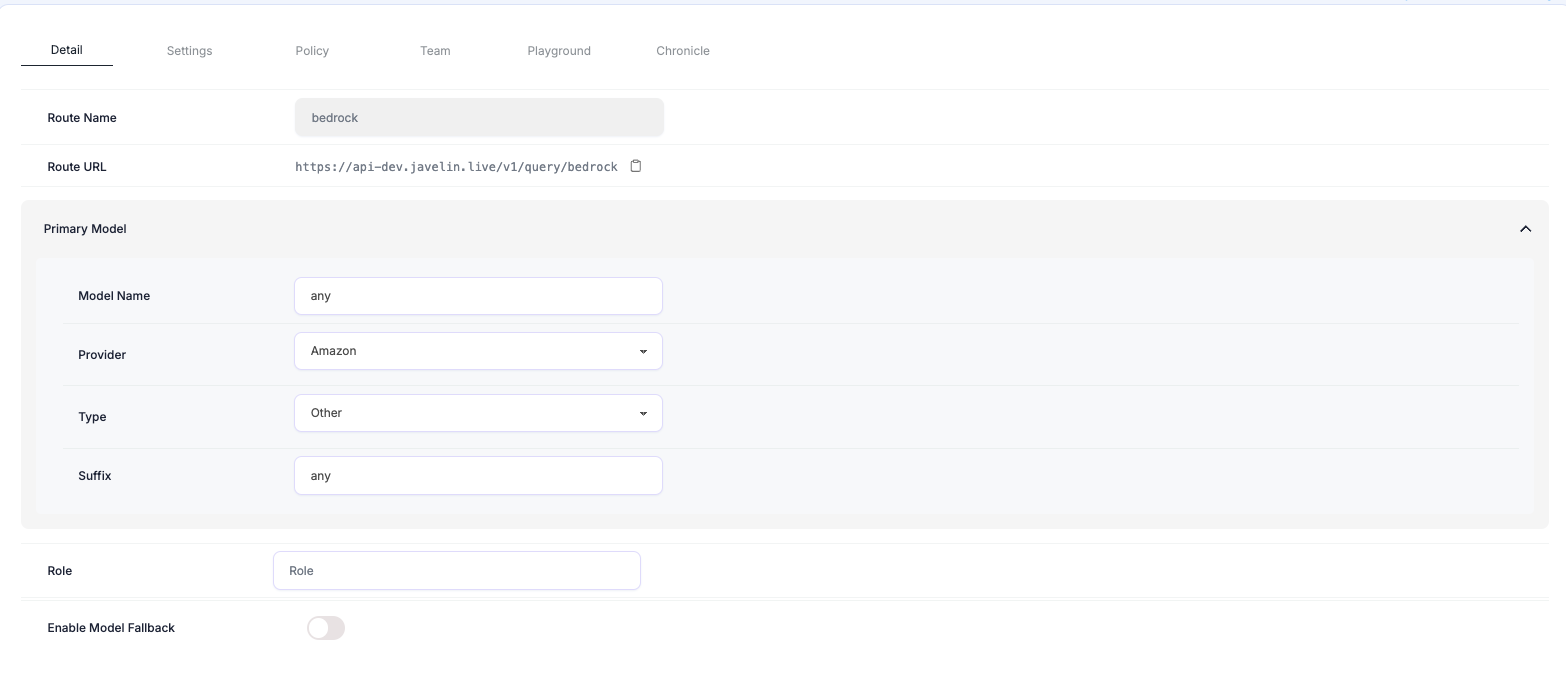 Detail Settings Policy Team Playground Chronicle
Route Name bedrock
Route URL https://api-dev.javelin.live/v1/query/bedrock
Primary Model
Model Name any
Provider Amazon
Type Other
Suffix any
Role Role
Enable Model Fallback